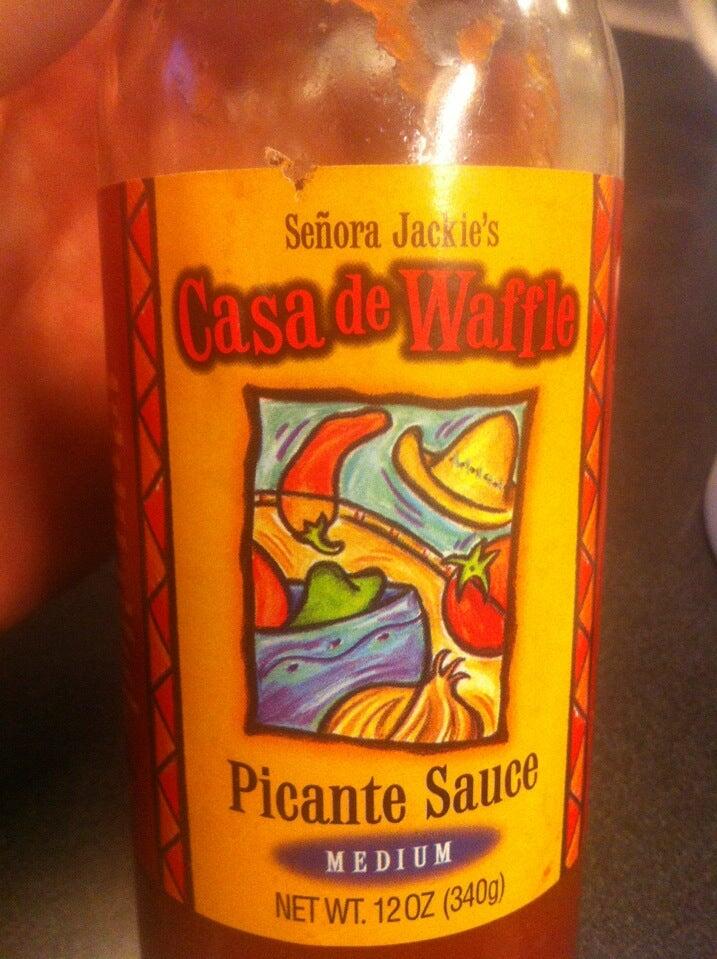 Señora Jackie's
Casa de Waffle
Picante Sauce
MEDIUM
NET WT. 12 OZ (340g)